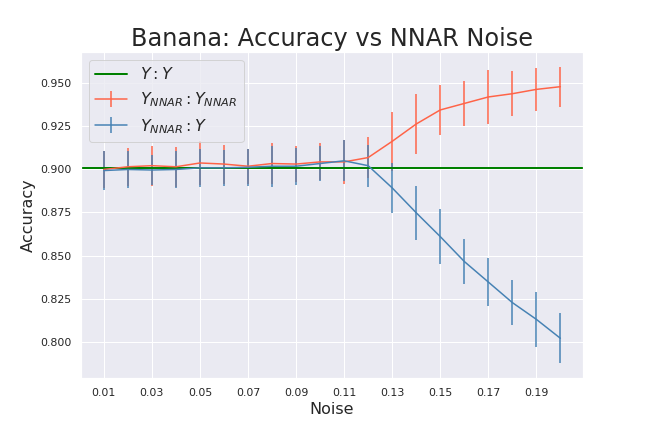 Banana: Accuracy vs NNAR Noise
Y : Y
Y_NNAR : Y_NNAR
Y_NNAR : Y
Accuracy
0.950
0.925
0.900
0.875
0.850
0.825
0.800
0.01 0.03 0.05 0.07 0.09 0.11 0.13 0.15 0.17 0.19
Noise